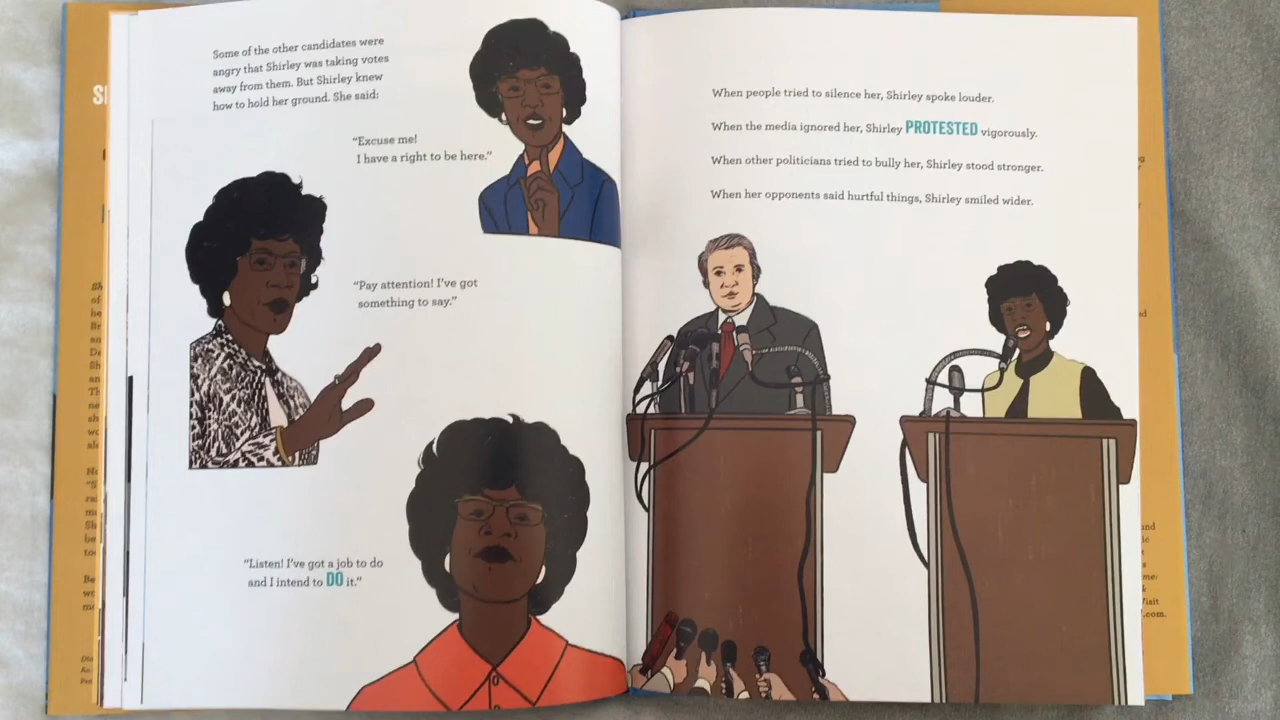 Some of the other candidates were
angry that Shirley was taking votes
away from them. But Shirley knew
how to hold her ground. She said:
“Excuse me!
I have a right to be here.”
“Pay attention! I’ve got
something to say.”
“Listen! I’ve got a job to do
and I intend to DO it.”
When people tried to silence her, Shirley spoke louder.
When the media ignored her, Shirley PROTESTED vigorously.
When other politicians tried to bully her, Shirley stood stronger.
When her opponents said hurtful things, Shirley smiled wider.